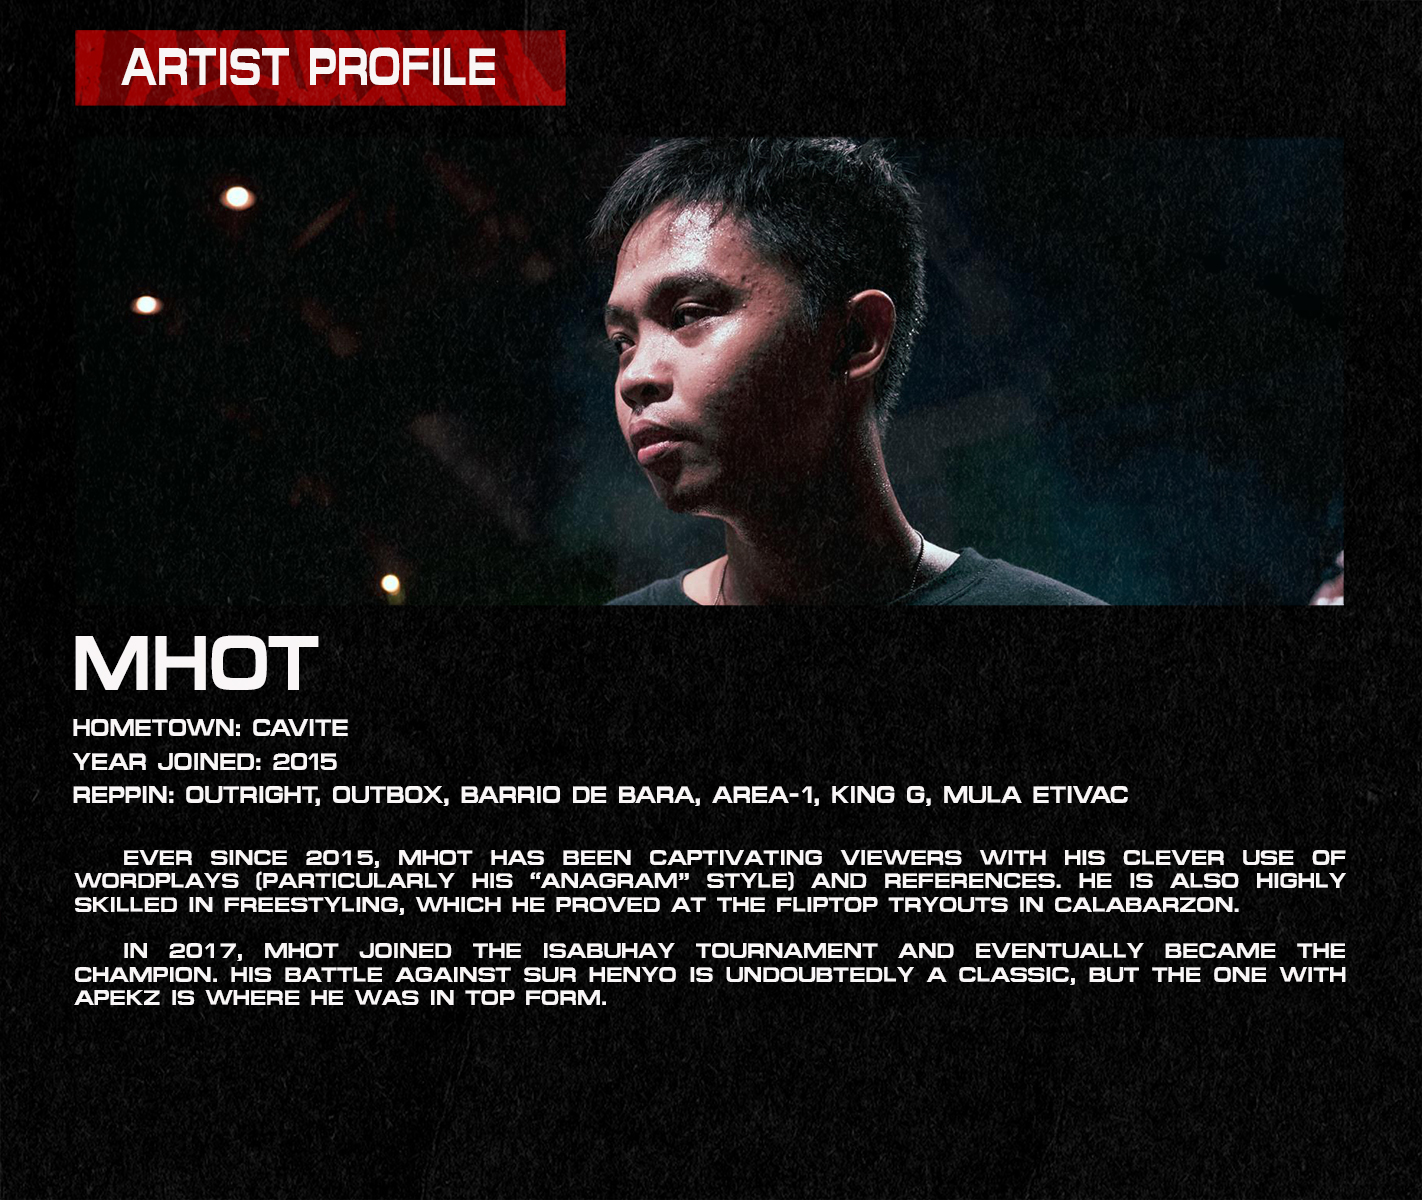 ARTIST PROFILE
MHOT
HOMETOWN: CAVITE
YEAR JOINED: 2015
REPPIN: OUTRIGHT, OUTBOX, BARRIO DE BARA, AREA-1, KING G, MULA ETIVAC
EVER SINCE 2015, MHOT HAS BEEN CAPTIVATING VIEWERS WITH HIS CLEVER USE OF
WORDPLAYS (PARTICULARLY HIS “ANAGRAM” STYLE) AND REFERENCES. HE IS ALSO HIGHLY
SKILLED IN FREESTYLING, WHICH HE PROVED AT THE FLIPTOP TRYOUTS IN CALABARZON.
IN 2017, MHOT JOINED THE ISABUHAY TOURNAMENT AND EVENTUALLY BECAME THE
CHAMPION. HIS BATTLE AGAINST SUR HENYO IS UNDOUBTEDLY A CLASSIC, BUT THE ONE WITH
APEKZ IS WHERE HE WAS IN TOP FORM.